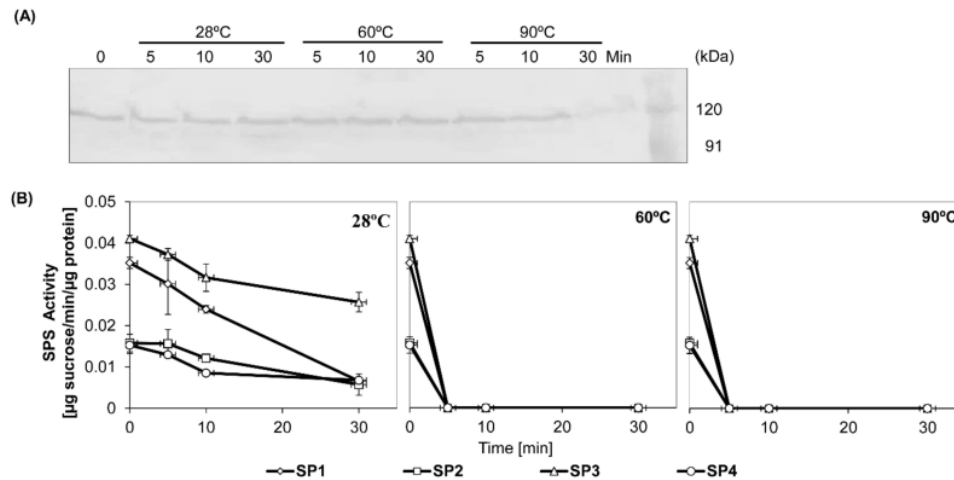 (A)
28ºC 60ºC 90ºC
0 5 10 30 5 10 30 5 10 30 Min (kDa)
120
91
(B)
0.05
0.04
0.03
0.02
0.01
0
SPS Activity
[µg sucrose/min/µg protein]
28ºC
60ºC
90ºC
0 10 20 30 0 10 20 30 0 10 20 30
Time [min]
SP1 SP2 SP3 SP4